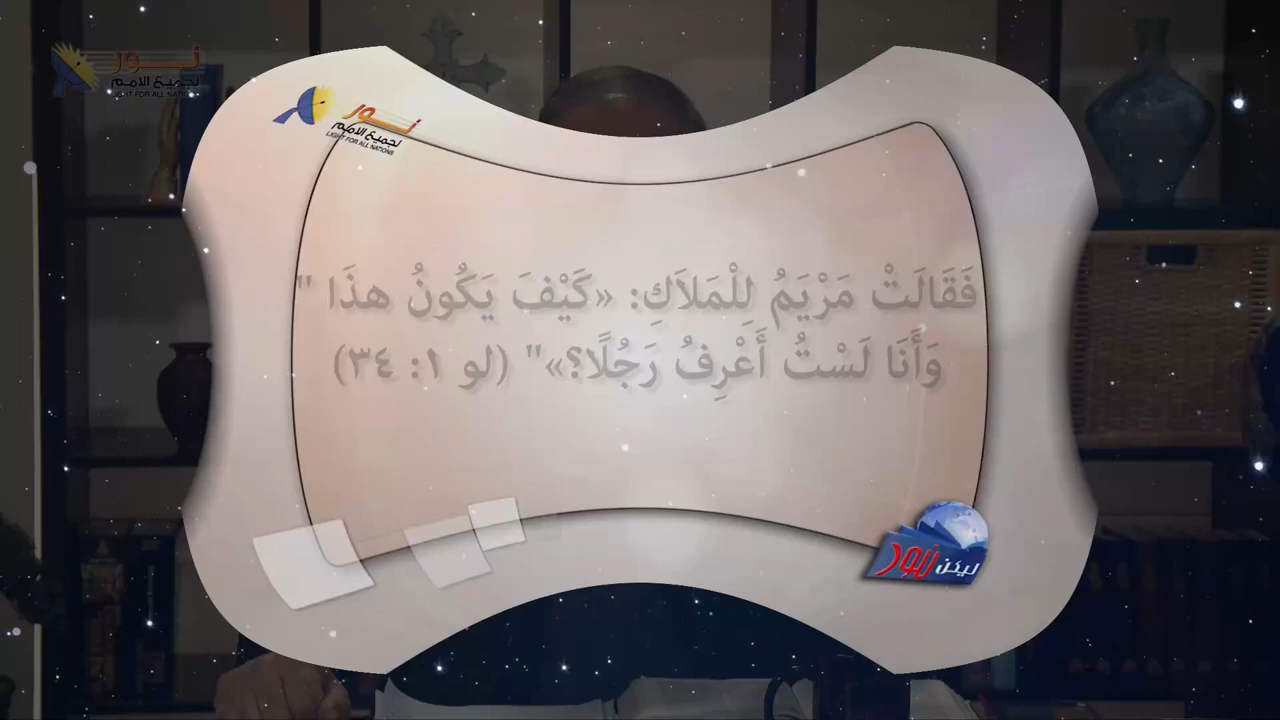 نور
لجميع الامم
LIGHT FOR ALL NATIONS
نور
لجميع الامم
LIGHT FOR ALL NATIONS
" فَقَالَتْ مَرْيَمُ لِلْمَلاَكِ: «كَيْفَ يَكُونُ هذَا
وَأَنَا لَسْتُ أَعْرِفُ رَجُلًا؟»" (لو ١: ٣٤)
ليكن نور